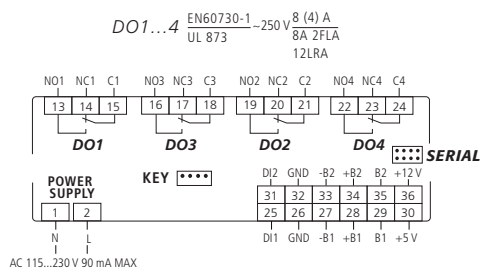 DO1...4 EN60730-1 ~250 V 8 (4) A
UL 873 8A 2FLA
12LRA
NO1 NC1 C1 NO3 NC3 C3 NO2 NC2 C2 NO4 NC4 C4
13 14 15 16 17 18 19 20 21 22 23 24
DO1 DO3 DO2 DO4
SERIAL
KEY
DI2 GND -B2 +B2 B2 +12 V
POWER
SUPPLY
31 32 33 34 35 36
1 2 25 26 27 28 29 30
N L DI1 GND -B1 +B1 B1 +5 V
AC 115...230 V 90 mA MAX